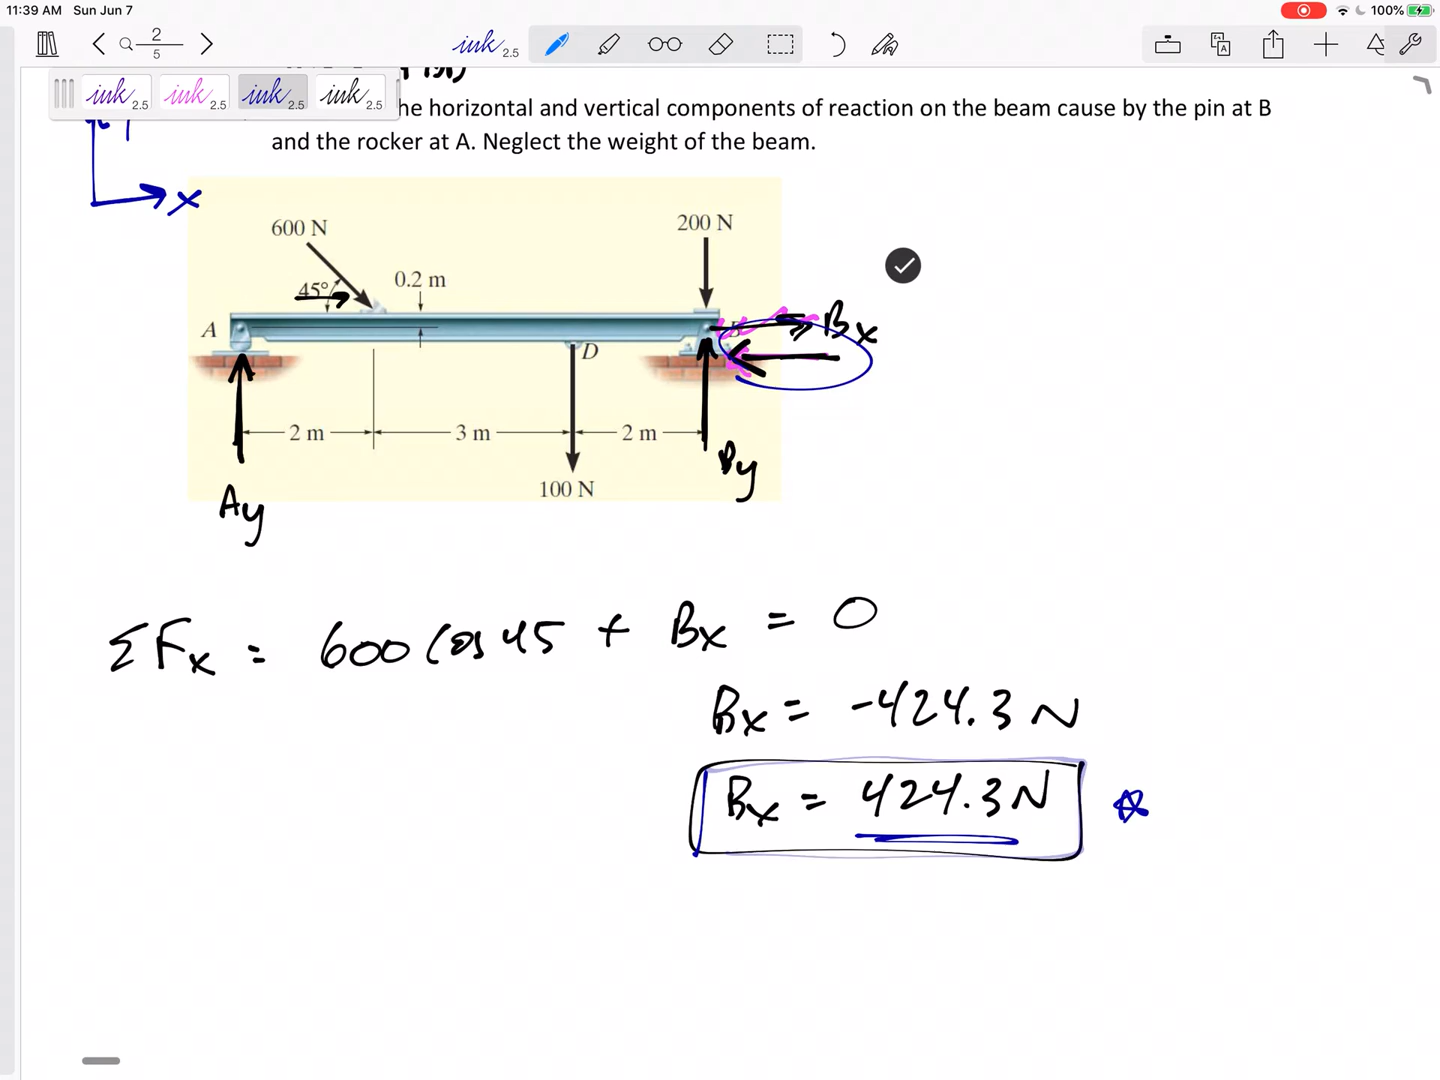 11:39 AM Sun Jun 7
100%
2
5
ink 2.5
ink 2.5
ink 2.5
ink 2.5
ink 2.5
he horizontal and vertical components of reaction on the beam cause by the pin at B
and the rocker at A. Neglect the weight of the beam.
x
600 N
200 N
45°
0.2 m
A
Bx
D
2 m
3 m
2 m
By
100 N
Ay
ΣFx = 600 Cos 45 + Bx = 0
Bx = -424.3 N
Bx = 424.3 N